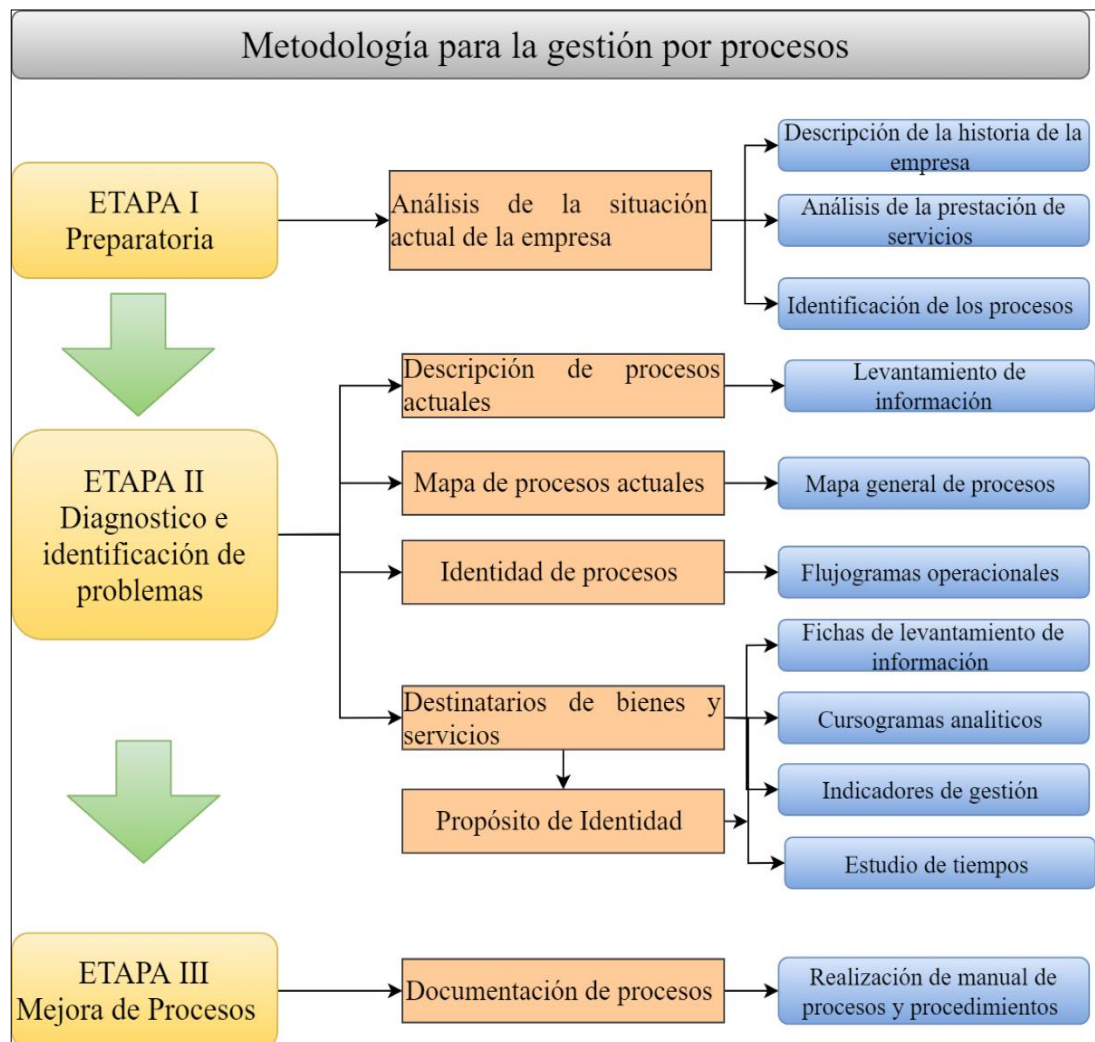 Metodología para la gestión por procesos
ETAPA I
Preparatoria
Análisis de la situación
actual de la empresa
Descripción de la historia de la
empresa
Análisis de la prestación de
servicios
Identificación de los procesos
ETAPA II
Diagnostico e
identificación de
problemas
Descripción de procesos
actuales
Levantamiento de
información
Mapa de procesos actuales
Mapa general de procesos
Identidad de procesos
Flujogramas operacionales
Destinatarios de bienes y
servicios
Propósito de Identidad
Fichas de levantamiento de
información
Cursogramas analiticos
Indicadores de gestión
Estudio de tiempos
ETAPA III
Mejora de Procesos
Documentación de procesos
Realización de manual de
procesos y procedimientos